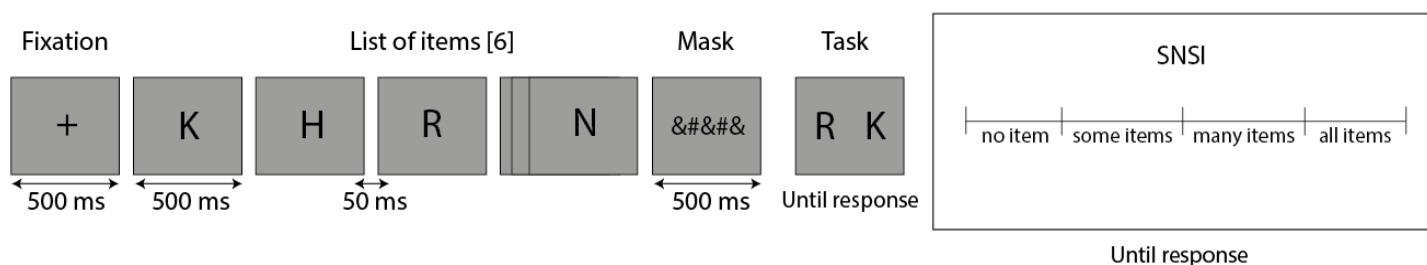 Fixation
List of items [6]
Mask
Task
+
K
H
R
N
&#&#&
R K
500 ms
500 ms
50 ms
500 ms
Until response
SNSI
no item
some items
many items
all items
Until response